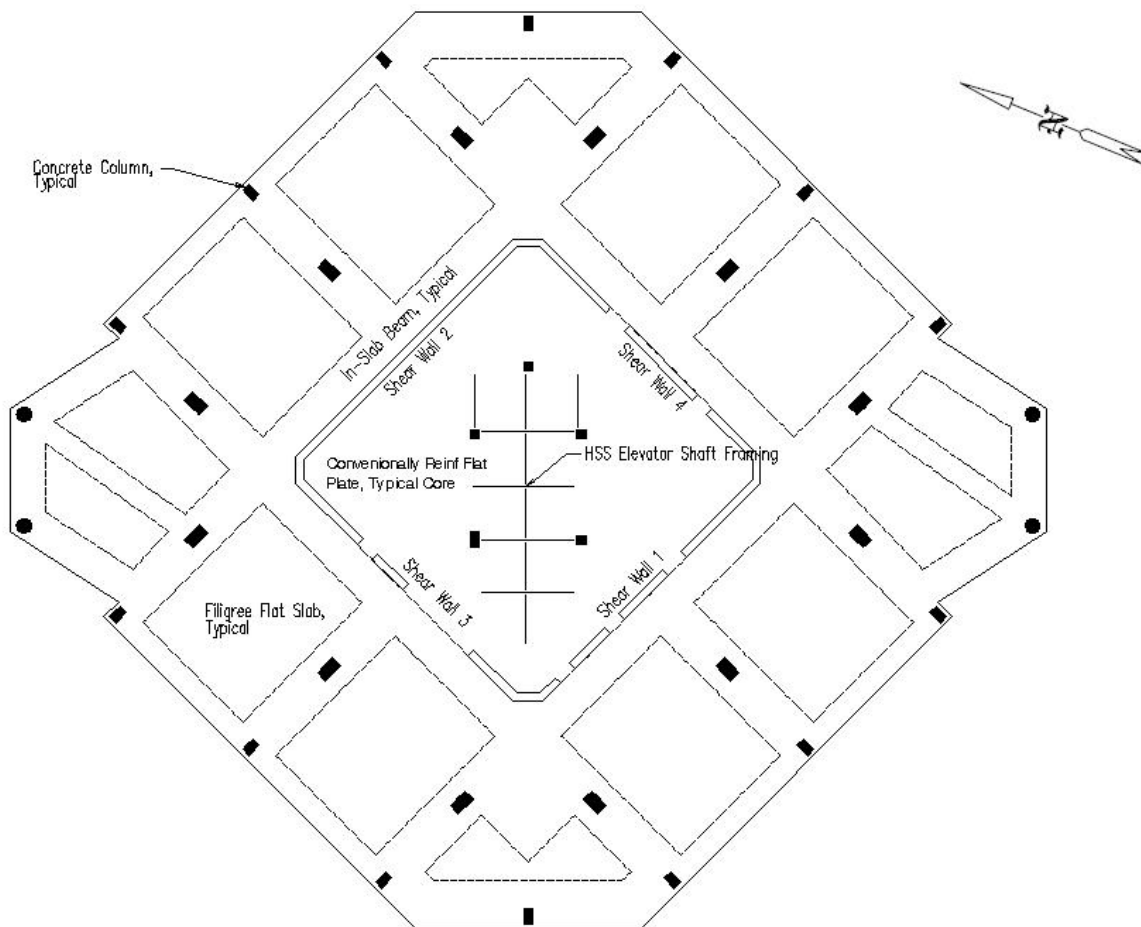 Concrete Column,
Typical
In-Slab Beam, Typical
Shear Wall 2
Shear Wall 4
HSS Elevator Shaft Framing
Convenionally Reinf Flat
Plate, Typical Core
Shear Wall 1
Shear Wall 3
Filigree Flat Slab,
Typical
N